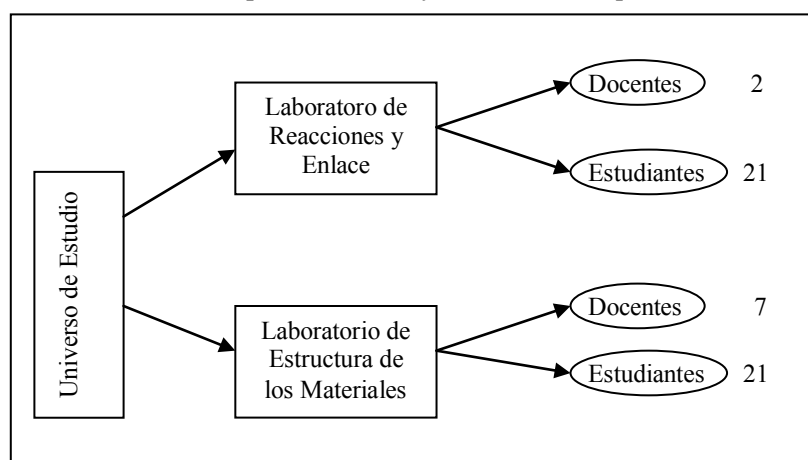 Universo de Estudio
Laboratoro de
Reacciones y
Enlace
Docentes 2
Estudiantes 21
Laboratorio de
Estructura de
los Materiales
Docentes 7
Estudiantes 21